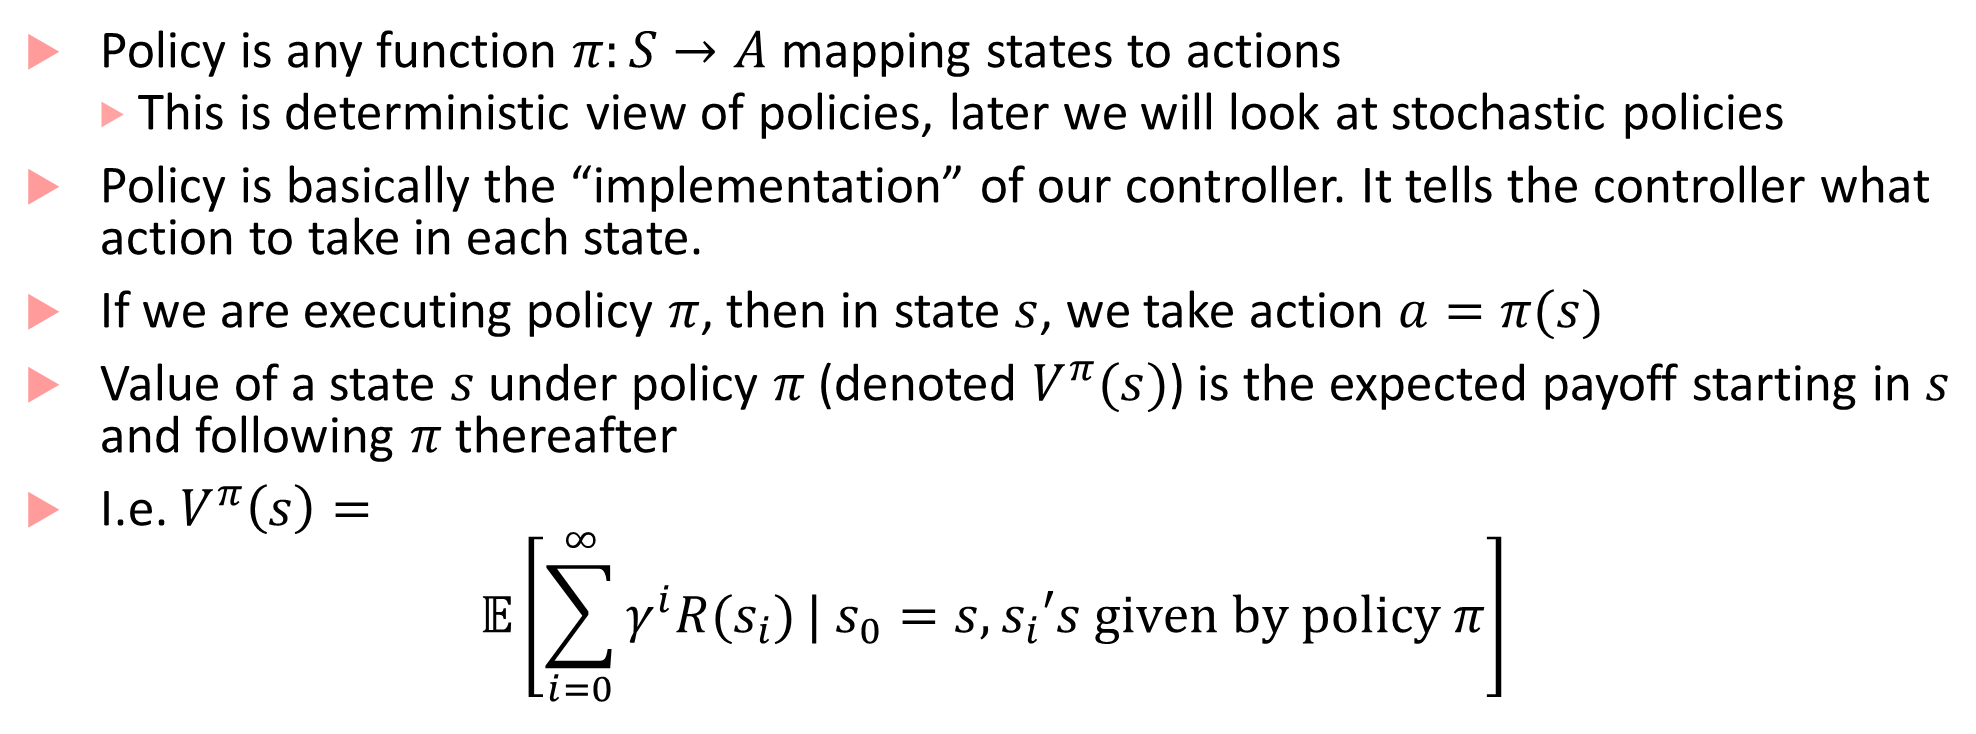 Policy is any function π: S → A mapping states to actions
This is deterministic view of policies, later we will look at stochastic policies
Policy is basically the “implementation” of our controller. It tells the controller what
action to take in each state.
If we are executing policy π, then in state s, we take action a = π(s)
Value of a state s under policy π (denoted V^π(s)) is the expected payoff starting in s
and following π thereafter
I.e. V^π(s) =
𝔼[∑_{i=0}^{∞} γ^i R(s_i) | s_0 = s, s_i's given by policy π]